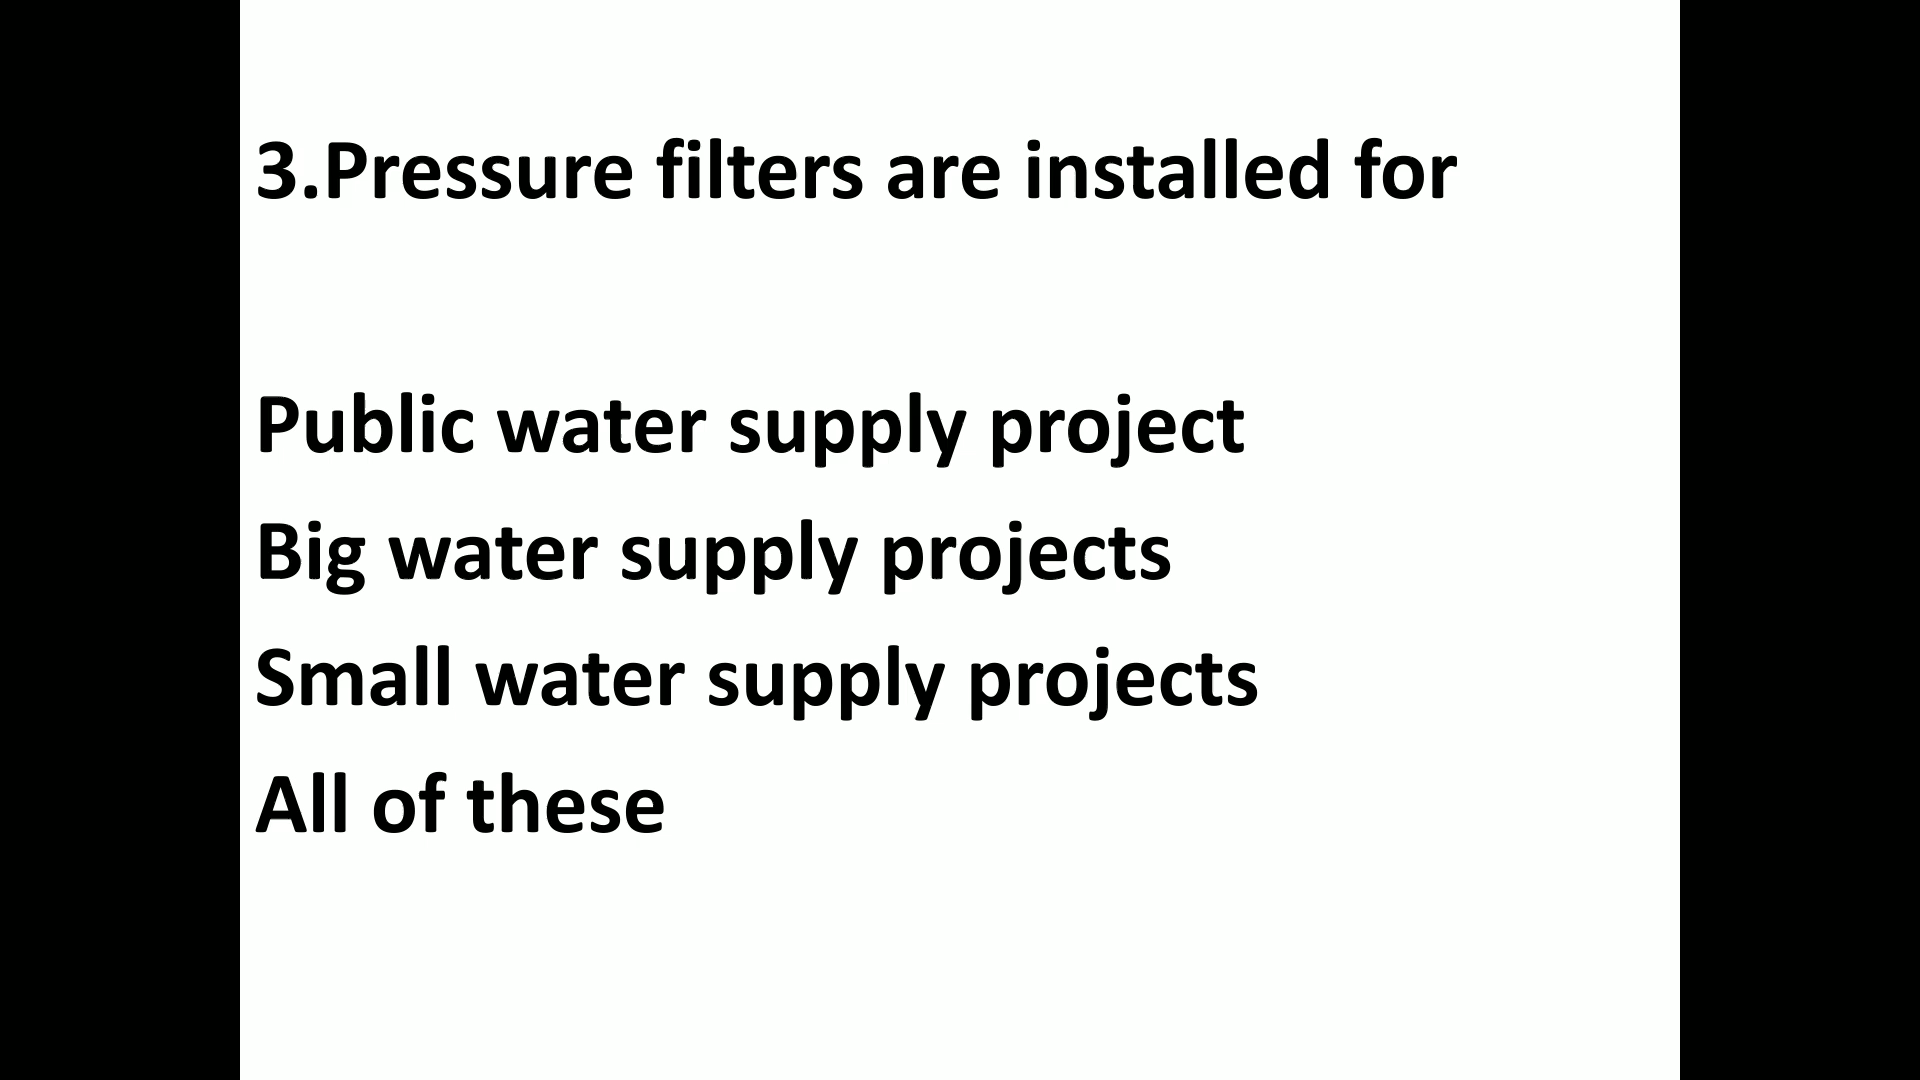 3.Pressure filters are installed for
Public water supply project
Big water supply projects
Small water supply projects
All of these